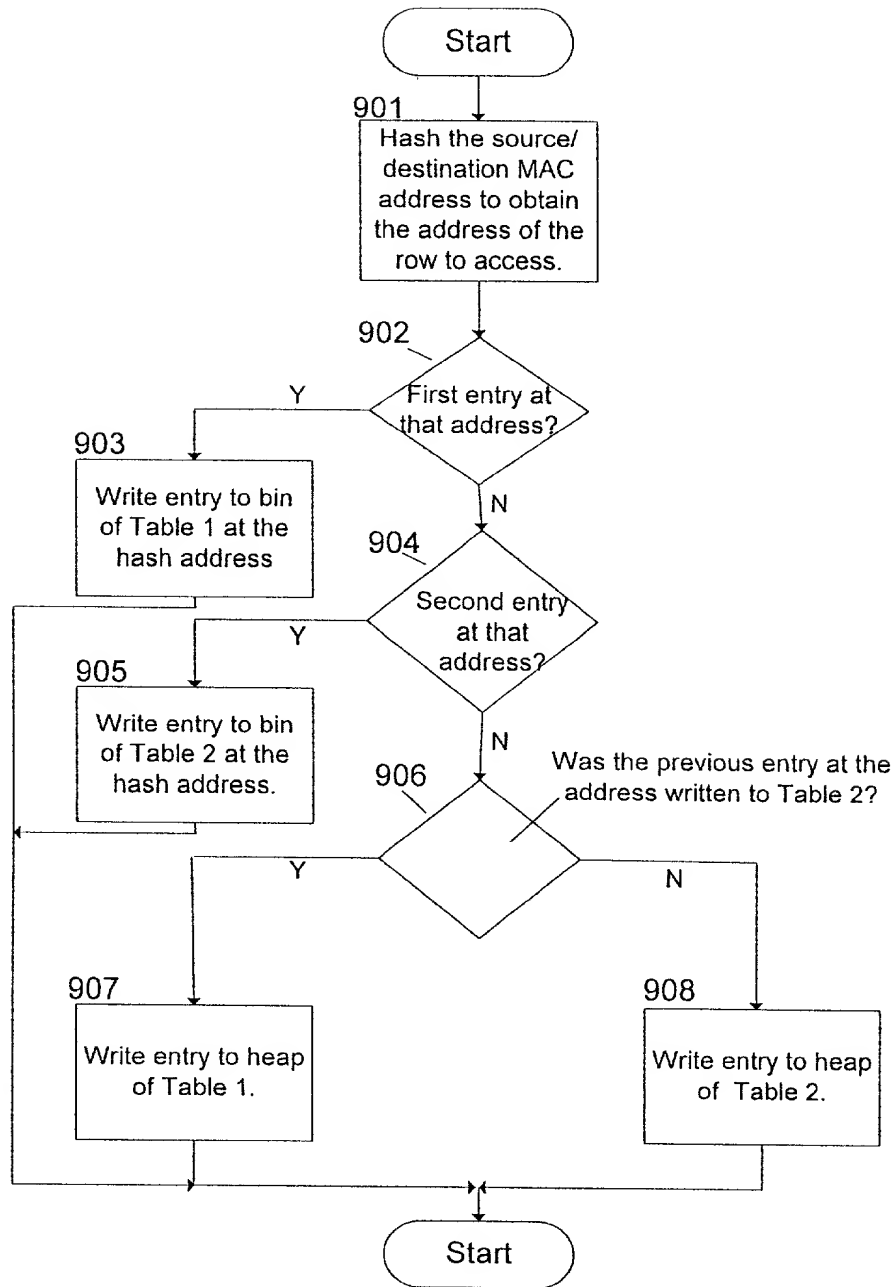 Start
901
Hash the source/
destination MAC
address to obtain
the address of the
row to access.
902
First entry at
that address?
Y
N
903
Write entry to bin
of Table 1 at the
hash address
904
Second entry
at that
address?
Y
N
905
Write entry to bin
of Table 2 at the
hash address.
906
Was the previous entry at the
address written to Table 2?
Y
N
907
Write entry to heap
of Table 1.
908
Write entry to heap
of Table 2.
Start